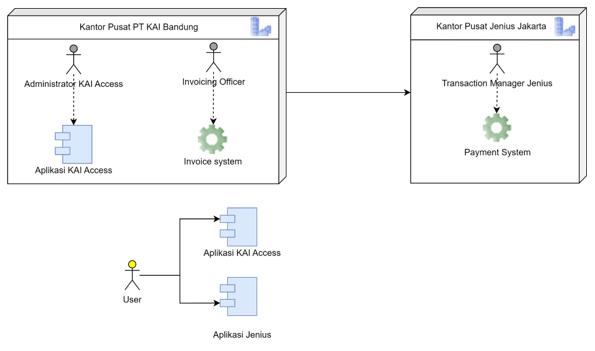 Kantor Pusat PT KAI Bandung
Kantor Pusat Jenius Jakarta
Administrator KAI Access
Invoicing Officer
Transaction Manager Jenius
Aplikasi KAI Access
Invoice system
Payment System
Aplikasi KAI Access
User
Aplikasi Jenius